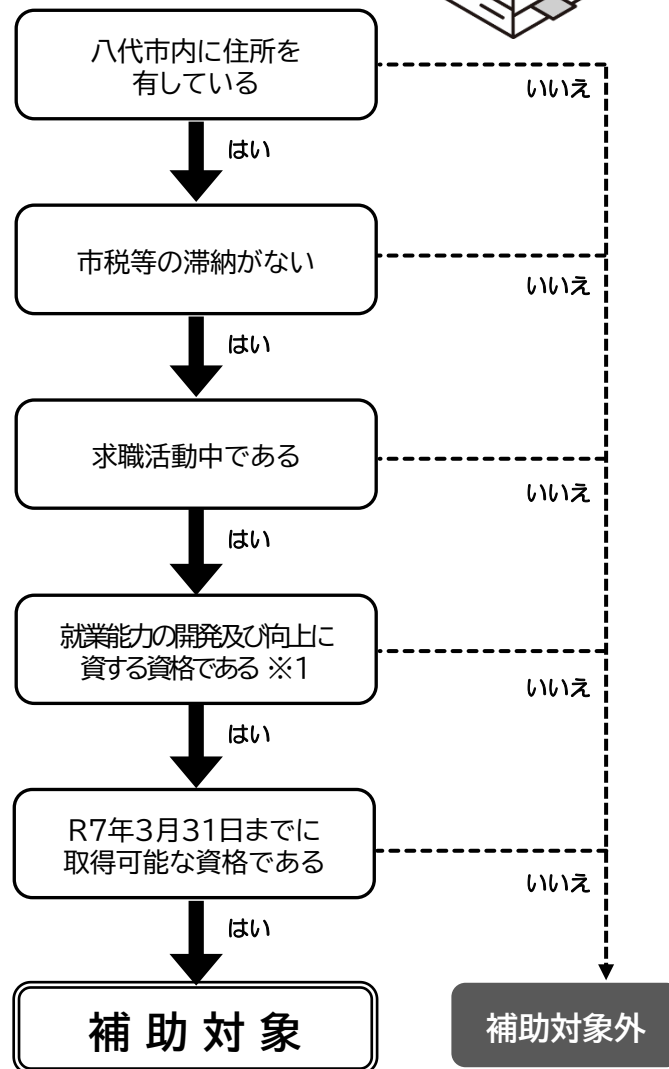 八代市内に住所を
有している
いいえ
はい
市税等の滞納がない
いいえ
はい
求職活動中である
いいえ
はい
就業能力の開発及び向上に
資する資格である ※1
いいえ
はい
R7年3月31日までに
取得可能な資格である
いいえ
はい
補助対象
補助対象外